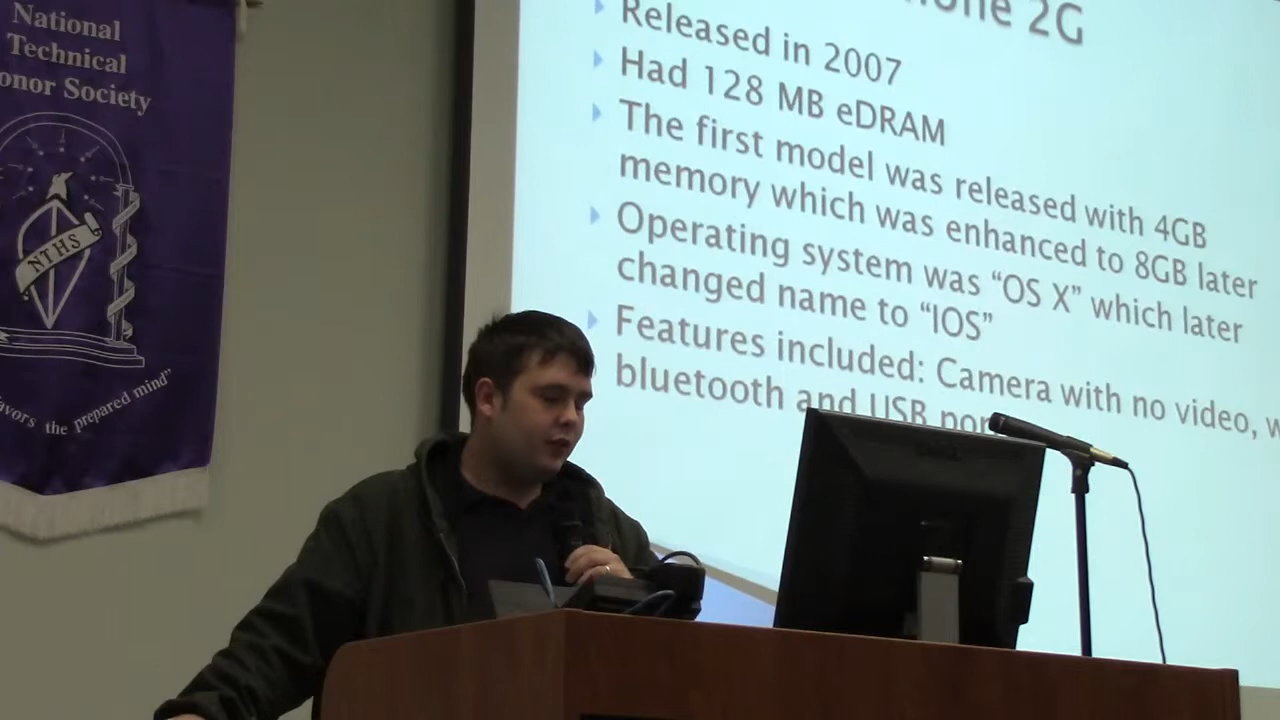 National
Technical
onor Society
NTHS
avors the prepared mind”
one 2G
Released in 2007
Had 128 MB eDRAM
The first model was released with 4GB
memory which was enhanced to 8GB later
Operating system was “OS X” which later
changed name to “IOS”
Features included: Camera with no video, w
bluetooth and USB por